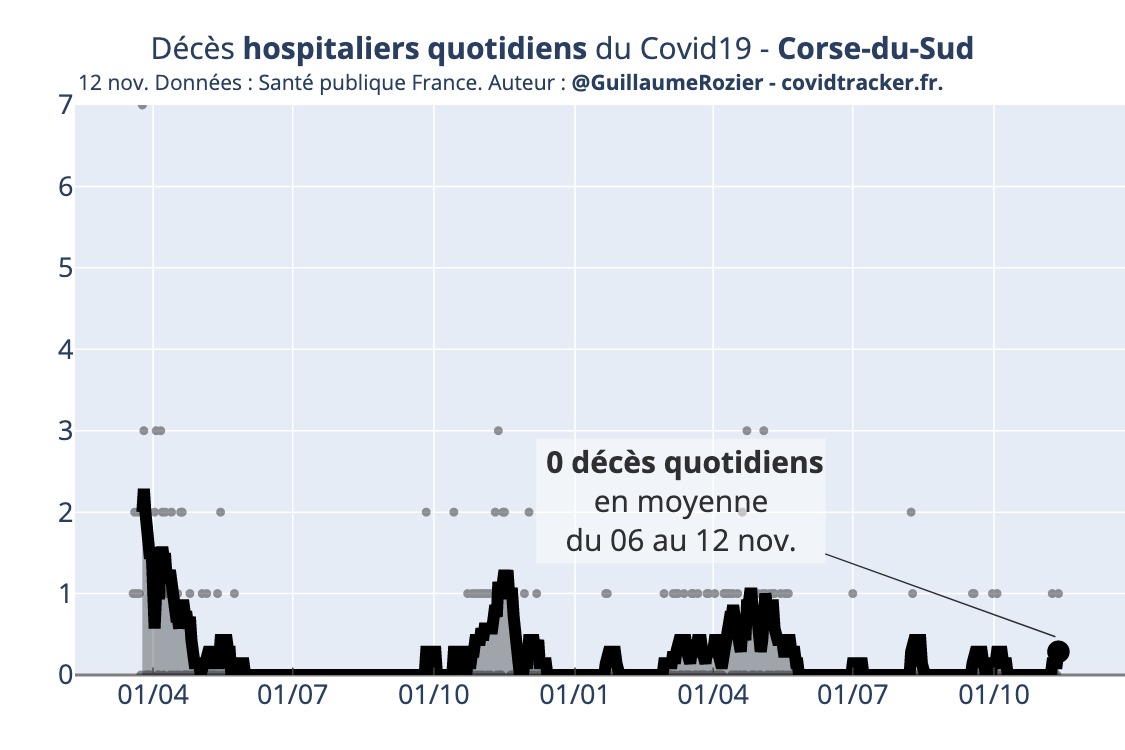 Décès hospitaliers quotidiens du Covid19 - Corse-du-Sud
12 nov. Données : Santé publique France. Auteur : @GuillaumeRozier - covidtracker.fr.
7
6
5
4
3
2
1
0
0 décès quotidiens
en moyenne
du 06 au 12 nov.
01/04 01/07 01/10 01/01 01/04 01/07 01/10